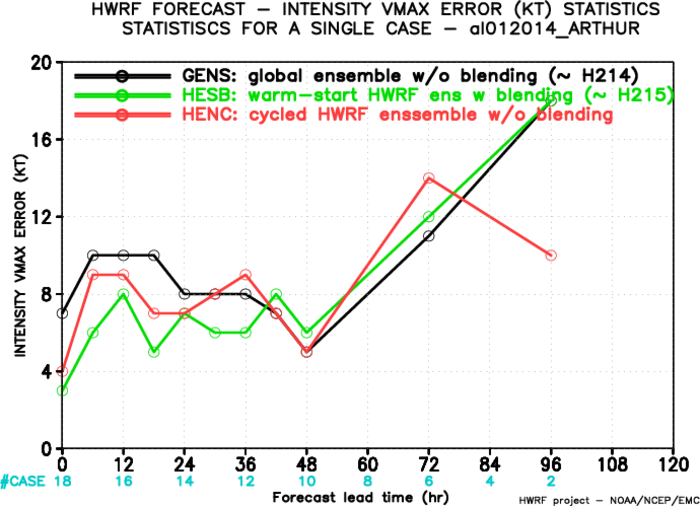 HWRF FORECAST – INTENSITY VMAX ERROR (KT) STATISTICS
STATISTISCS FOR A SINGLE CASE – al012014_ARTHUR
GENS: global ensemble w/o blending (~ H214)
HESB: warm–start HWRF ens w blending (~ H215)
HENC: cycled HWRF enssemble w/o blending
INTENSITY VMAX ERROR (KT)
20
16
12
8
4
0
0 12 24 36 48 60 72 84 96 108 120
#CASE 18 16 14 12 10 8 6 4 2
Forecast lead time (hr)
HWRF project – NOAA/NCEP/EMC